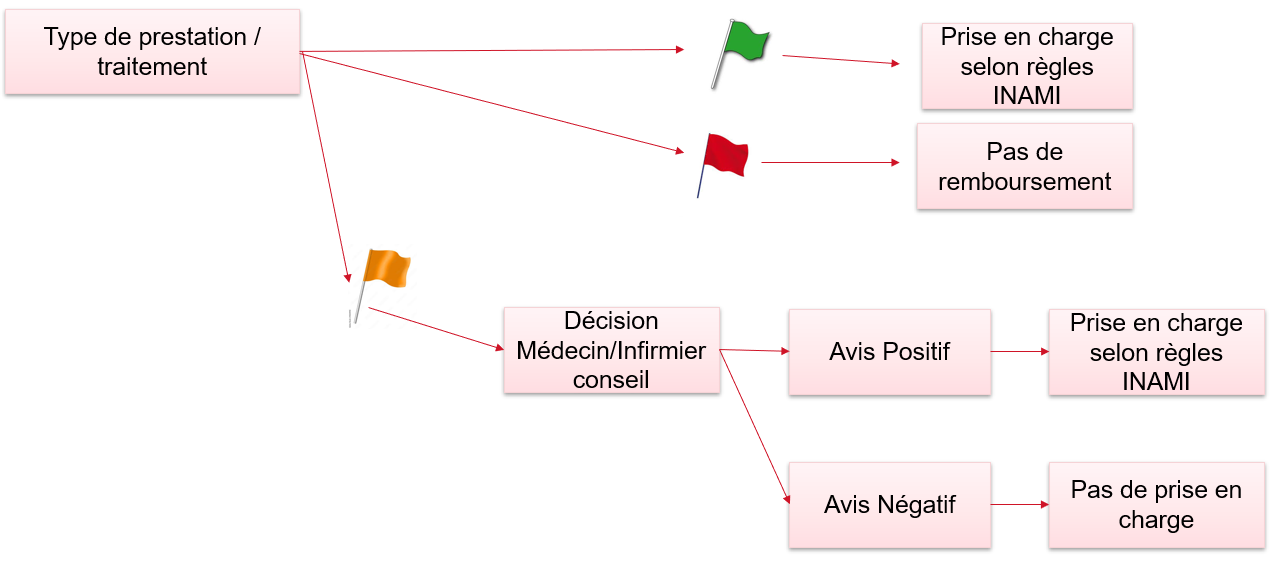 Type de prestation /
traitement
Prise en charge
selon règles
INAMI
Pas de
remboursement
Décision
Médecin/Infirmier
conseil
Avis Positif
Prise en charge
selon règles
INAMI
Avis Négatif
Pas de prise en
charge